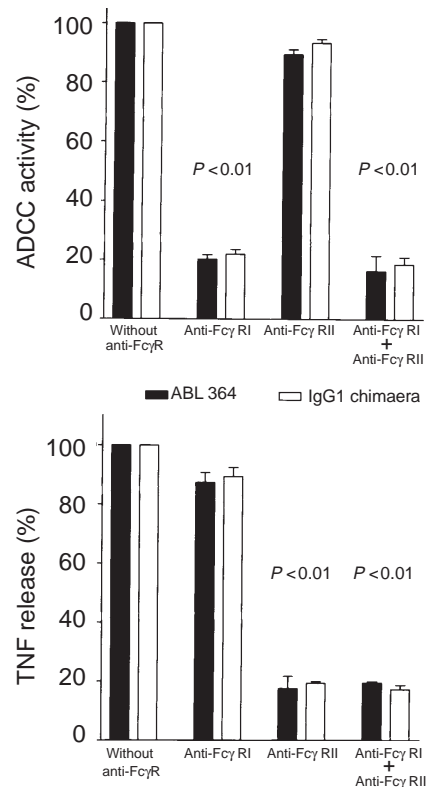 ADCC activity (%)
100
80
60
40
20
0
P < 0.01
P < 0.01
Without
anti-FcγR
Anti-Fcγ RI
Anti-Fcγ RII
Anti-Fcγ RI
+
Anti-Fcγ RII
ABL 364
IgG1 chimaera
TNF release (%)
100
80
60
40
20
0
P < 0.01
P < 0.01
Without
anti-FcγR
Anti-Fcγ RI
Anti-Fcγ RII
Anti-Fcγ RI
+
Anti-Fcγ RII